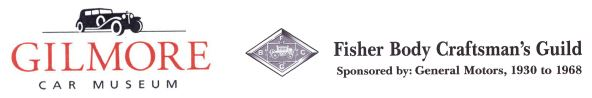 GILMORE
CAR MUSEUM
F
B C
G
Fisher Body Craftsman's Guild
Sponsored by: General Motors, 1930 to 1968